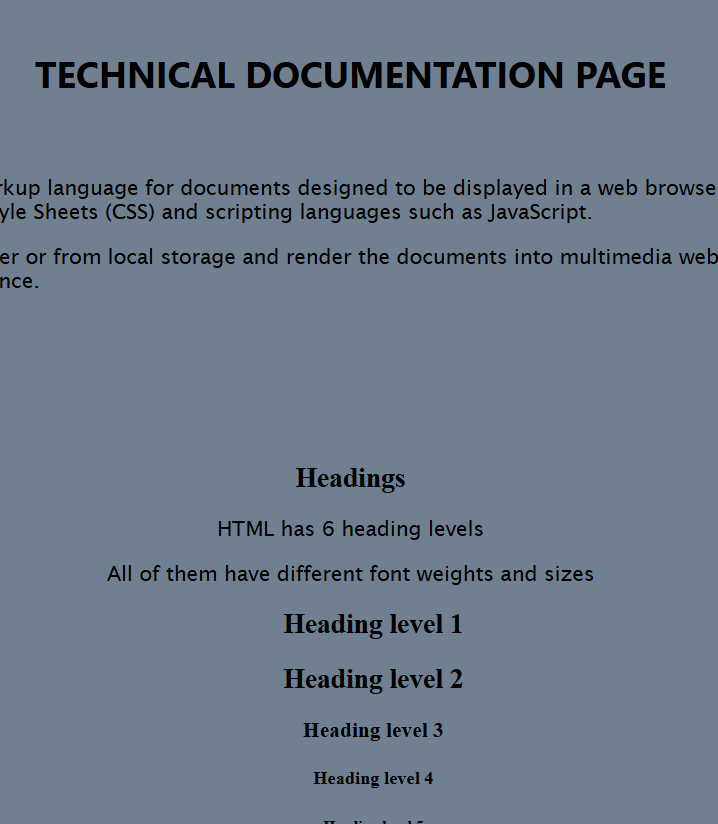 TECHNICAL DOCUMENTATION PAGE
rkup language for documents designed to be displayed in a web browse
yle Sheets (CSS) and scripting languages such as JavaScript.
er or from local storage and render the documents into multimedia web
nce.
Headings
HTML has 6 heading levels
All of them have different font weights and sizes
Heading level 1
Heading level 2
Heading level 3
Heading level 4